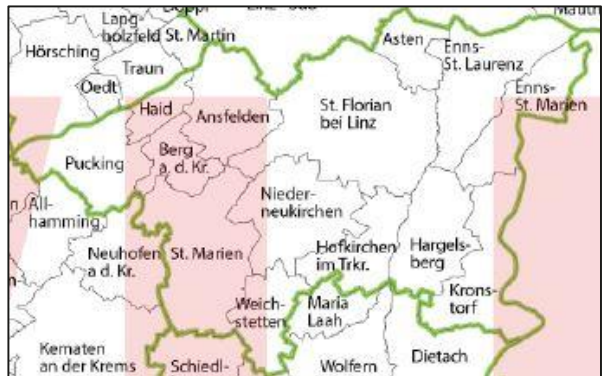 Lang-
holzfeld
St. Martin
Hörsching
Traun
Oedt
Asten
Enns-
St. Laurenz
Enns-
St. Marien
Haid
Ansfelden
St. Florian
bei Linz
Berg
a. d. Kr.
Pucking
All-
hamming
Nieder-
neukirchen
Neuhofen
a d. Kr.
St. Marien
Hofkirchen
im Trkr.
Hargels-
berg
Weich-
stetten
Maria
Laah
Krons-
torf
Kematen
an der Krems
Schiedl-
Wolfern
Dietach